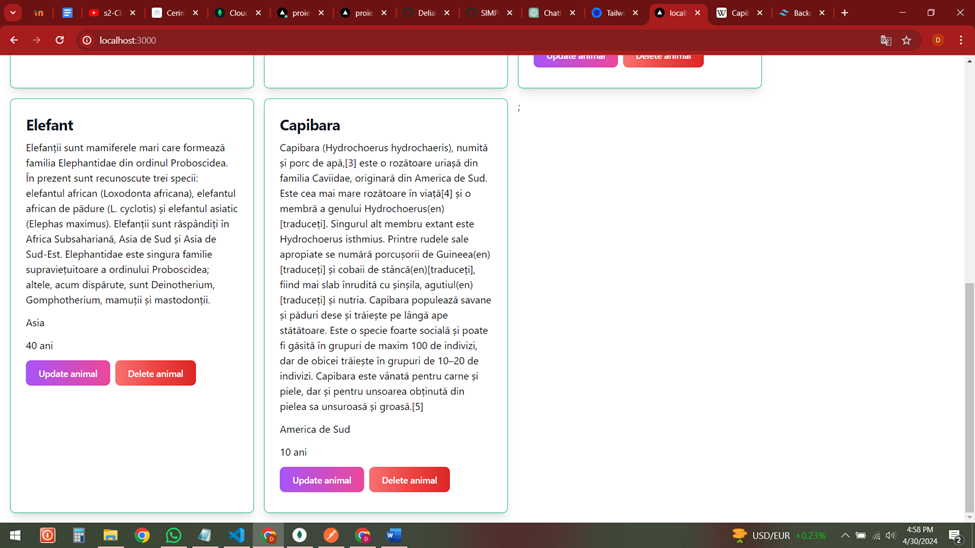 s2-Cl
Cerin
Cloud
proie
proie
Delia
SIMP
ChatG
Tailw
locall
Capib
Back
localhost:3000
Update animal
Delete animal
Elefant
Elefanții sunt mamiferele mari care formează
familia Elephantidae din ordinul Proboscidea.
În prezent sunt recunoscute trei specii:
elefantul african (Loxodonta africana), elefantul
african de pădure (L. cyclotis) și elefantul asiatic
(Elephas maximus). Elefanții sunt răspândiți în
Africa Subsahariană, Asia de Sud și Asia de
Sud-Est. Elephantidae este singura familie
supraviețuitoare a ordinului Proboscidea;
altele, acum dispărute, sunt Deinotherium,
Gomphotherium, mamuții și mastodonții.
Asia
40 ani
Update animal
Delete animal
Capibara
Capibara (Hydrochoerus hydrochaeris), numită
și porc de apă,[3] este o rozătoare uriașă din
familia Caviidae, originară din America de Sud.
Este cea mai mare rozătoare în viață[4] și o
membră a genului Hydrochoerus(en)
[traduceți]. Singurul alt membru extant este
Hydrochoerus isthmius. Printre rudele sale
apropiate se numără porcușorii de Guineea(en)
[traduceți] și cobaii de stâncă(en)[traduceți],
fiind mai slab înrudită cu șinșila, agutiul(en)
[traduceți] și nutria. Capibara populează savane
și păduri dese și trăiește pe lângă ape
stătătoare. Este o specie foarte socială și poate
fi găsită în grupuri de maxim 100 de indivizi,
dar de obicei trăiește în grupuri de 10–20 de
indivizi. Capibara este vânată pentru carne și
piele, dar și pentru unsoarea obținută din
pielea sa unsuroasă și groasă.[5]
America de Sud
10 ani
Update animal
Delete animal
;
USD/EUR +0,23%
4:58 PM
4/30/2024
2